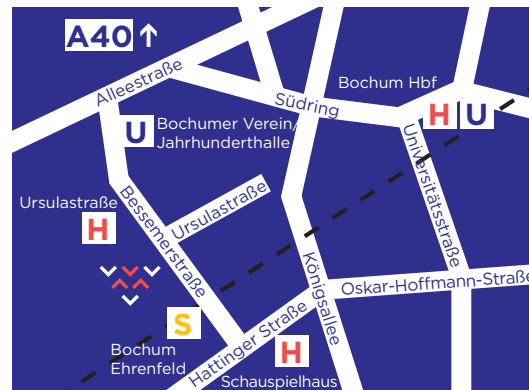 A40 ↑
Alleestraße
Bochum Hbf
Südring
H U
U
Bochumer Verein/
Jahrhunderthalle
Universitätsstraße
Ursulastraße
H
Bessemerstraße
Ursulastraße
Königsallee
Oskar-Hoffmann-Straße
S
Bochum
Ehrenfeld
Hattinger Straße
H
Schauspielhaus